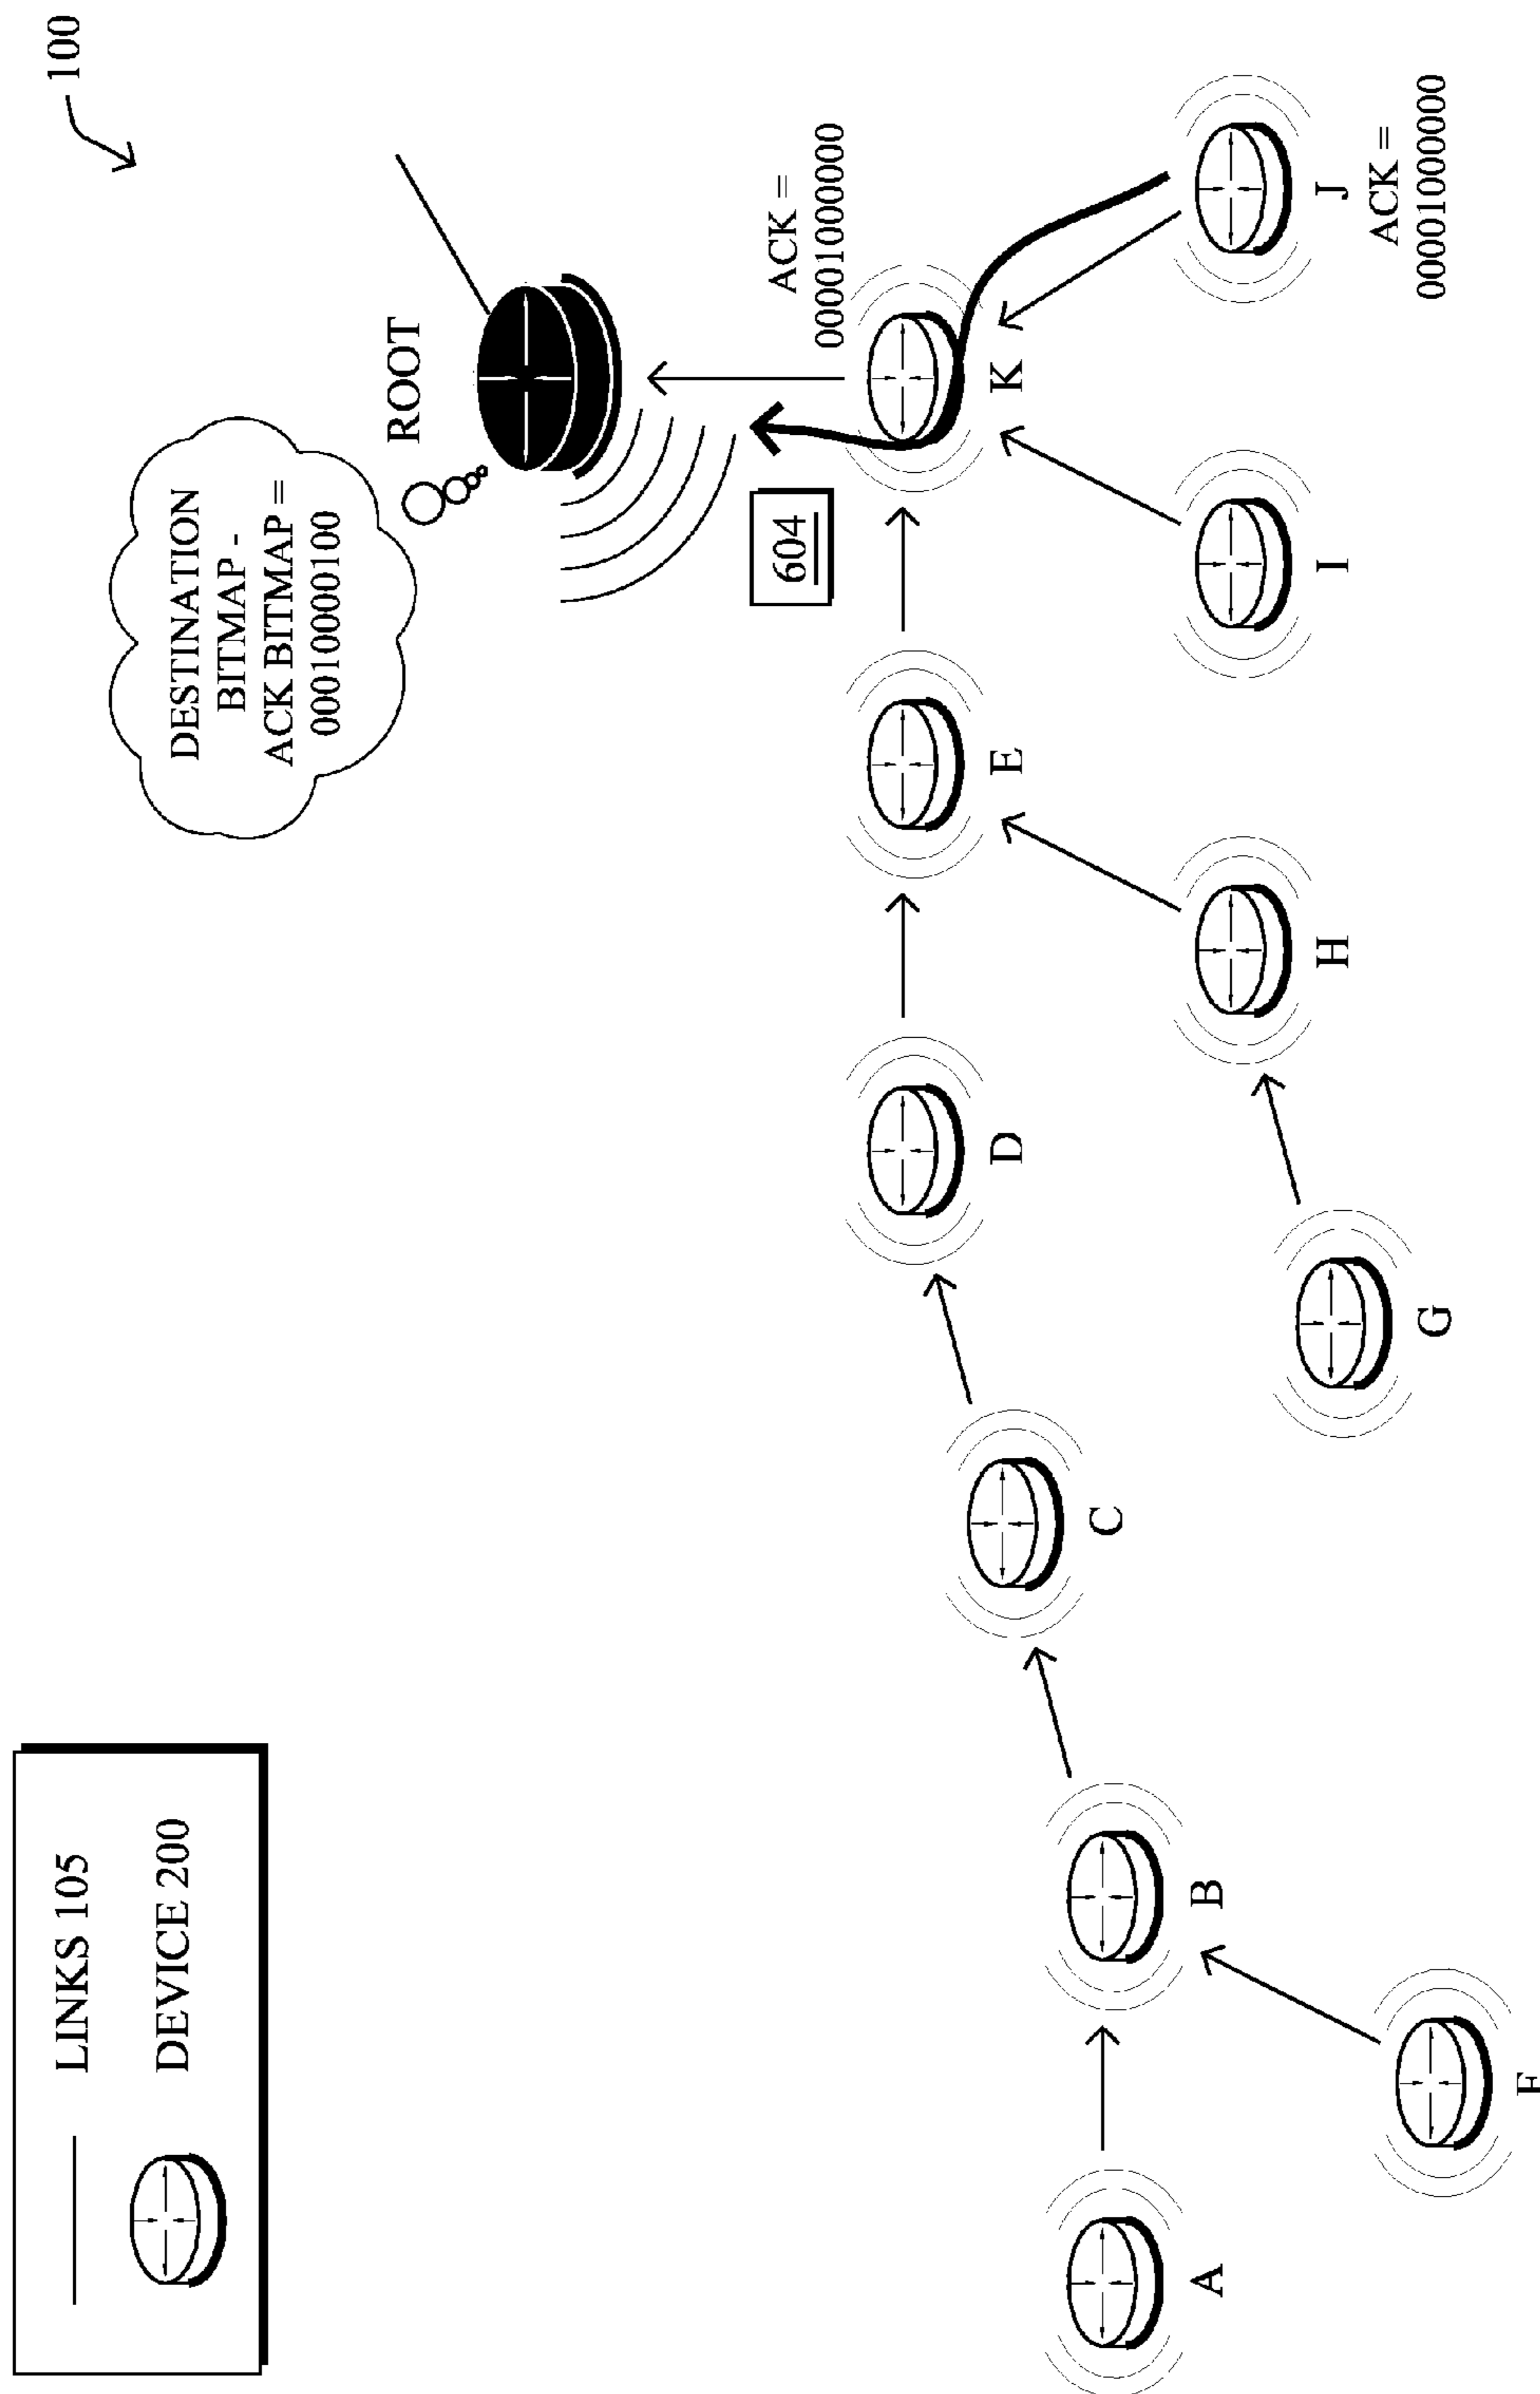 LINKS 105
DEVICE 200
100
DESTINATION
BITMAP -
ACK BITMAP =
00010000100
ROOT
604
ACK =
00001000000
D
E
K
C
A
B
H
I
J
ACK =
00001000000
G
F